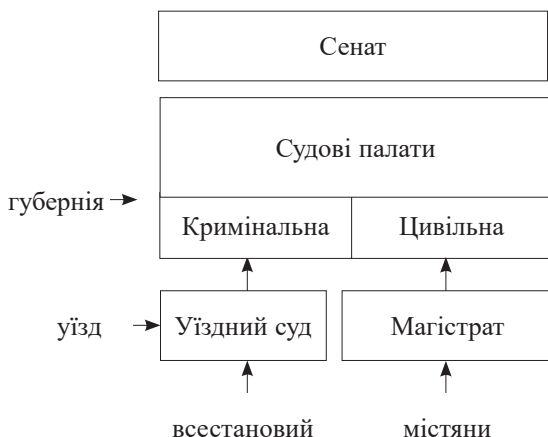 Сенат
Судові палати
губернія
Кримінальна
Цивільна
уїзд
Уїздний суд
Магістрат
всестановий
містяни